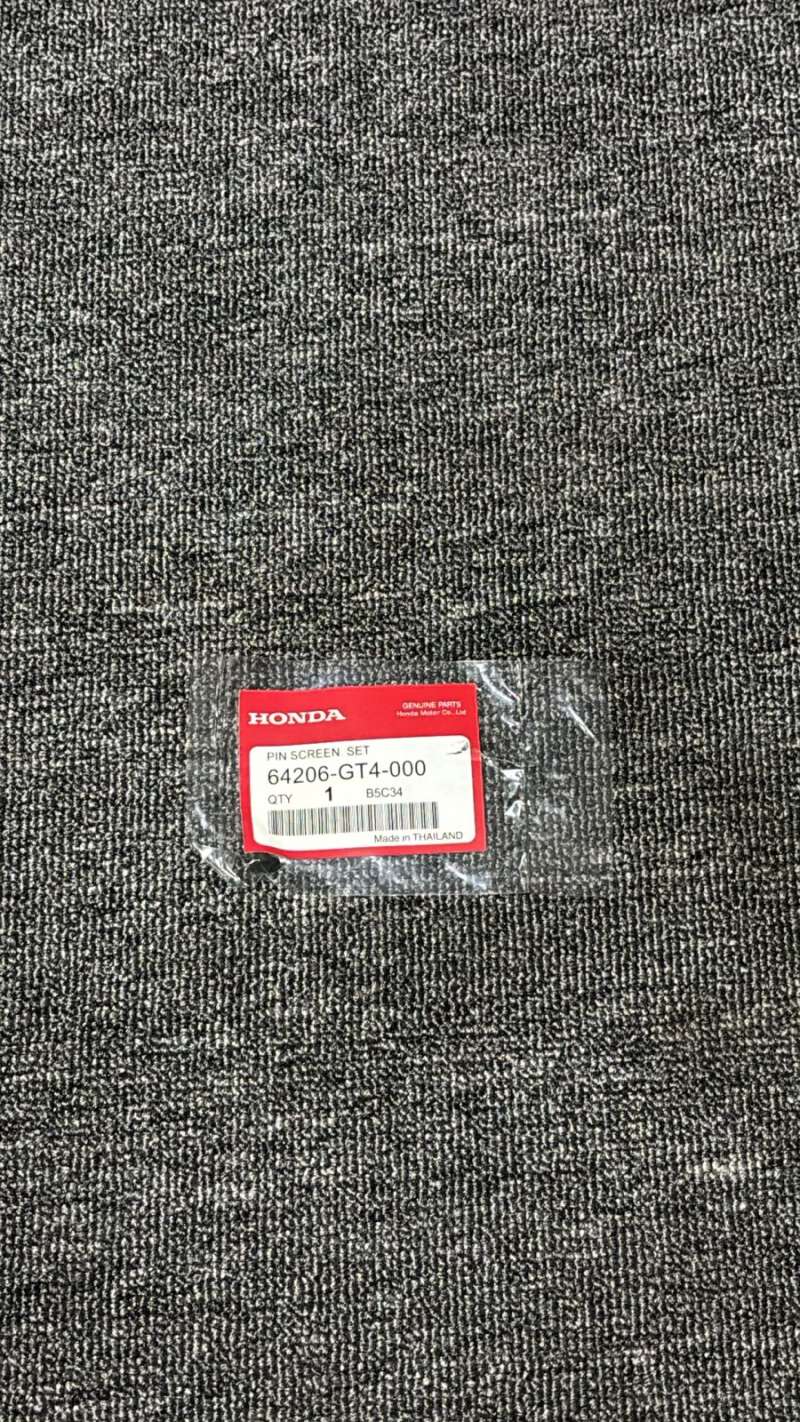 HONDA
GENUINE PARTS
Honda Motor Co.,Ltd
PIN SCREEN SET
64206-GT4-000
QTY 1 B5C34
Made in THAILAND